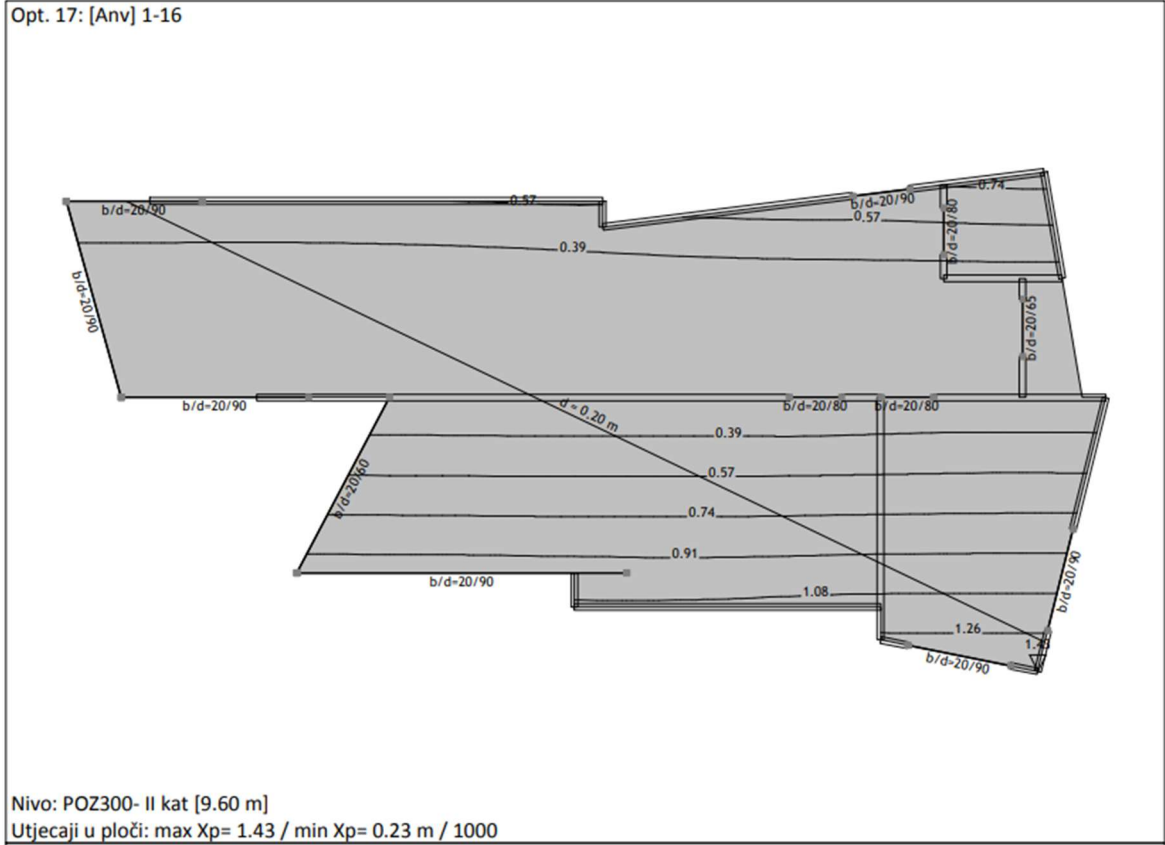 Opt. 17: [Anv] 1-16
0.74
0.57
b/d=20/90
b/d=20/90
0.57
b/d=20/80
0.39
b/d=20/90
b/d=20/65
b/d=20/90
d = 0.20 m
b/d=20/80
b/d=20/80
0.39
b/d=20/60
0.57
0.74
0.91
b/d=20/90
b/d=20/90
1.08
1.26
b/d=20/90
Nivo: POZ300- II kat [9.60 m]
Utjecaji u ploči: max Xp= 1.43 / min Xp= 0.23 m / 1000